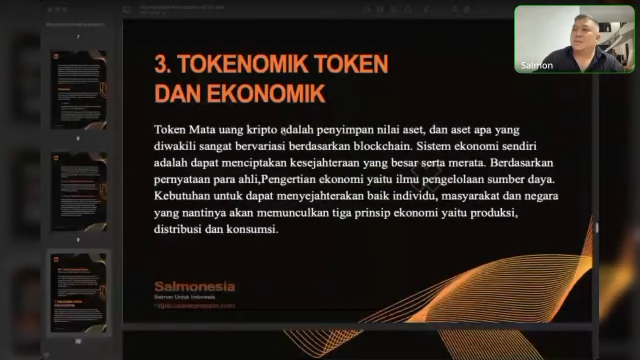 3. TOKENOMIK TOKEN
DAN EKONOMIK
Token Mata uang kripto adalah penyimpan nilai aset, dan aset apa yang
diwakili sangat bervariasi berdasarkan blockchain. Sistem ekonomi sendiri
adalah dapat menciptakan kesejahteraan yang besar serta merata. Berdasarkan
pernyataan para ahli,Pengertian ekonomi yaitu ilmu pengelolaan sumber daya.
Kebutuhan untuk dapat menyejahterakan baik individu, masyarakat dan negara
yang nantinya akan memunculkan tiga prinsip ekonomi yaitu produksi,
distribusi dan konsumsi.
Salmonesia
Salmon Untuk Indonesia
Salmon